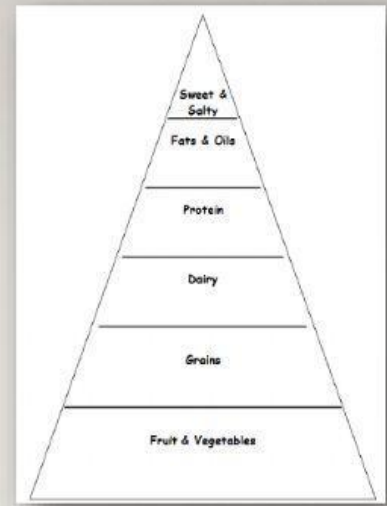 Sweet &
Salty
Fats & Oils
Protein
Dairy
Grains
Fruit & Vegetables